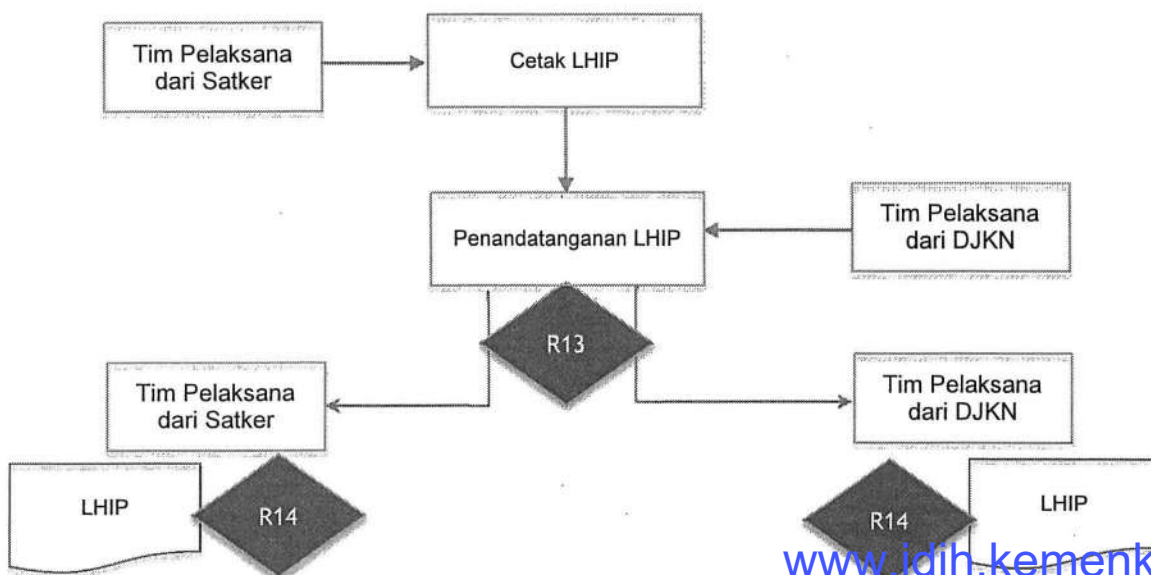 Tim Pelaksana
dari Satker
Cetak LHIP
Penandatanganan LHIP
Tim Pelaksana
dari DJKN
R13
Tim Pelaksana
dari Satker
Tim Pelaksana
dari DJKN
LHIP
R14
R14
LHIP
www.jdih.kemenk